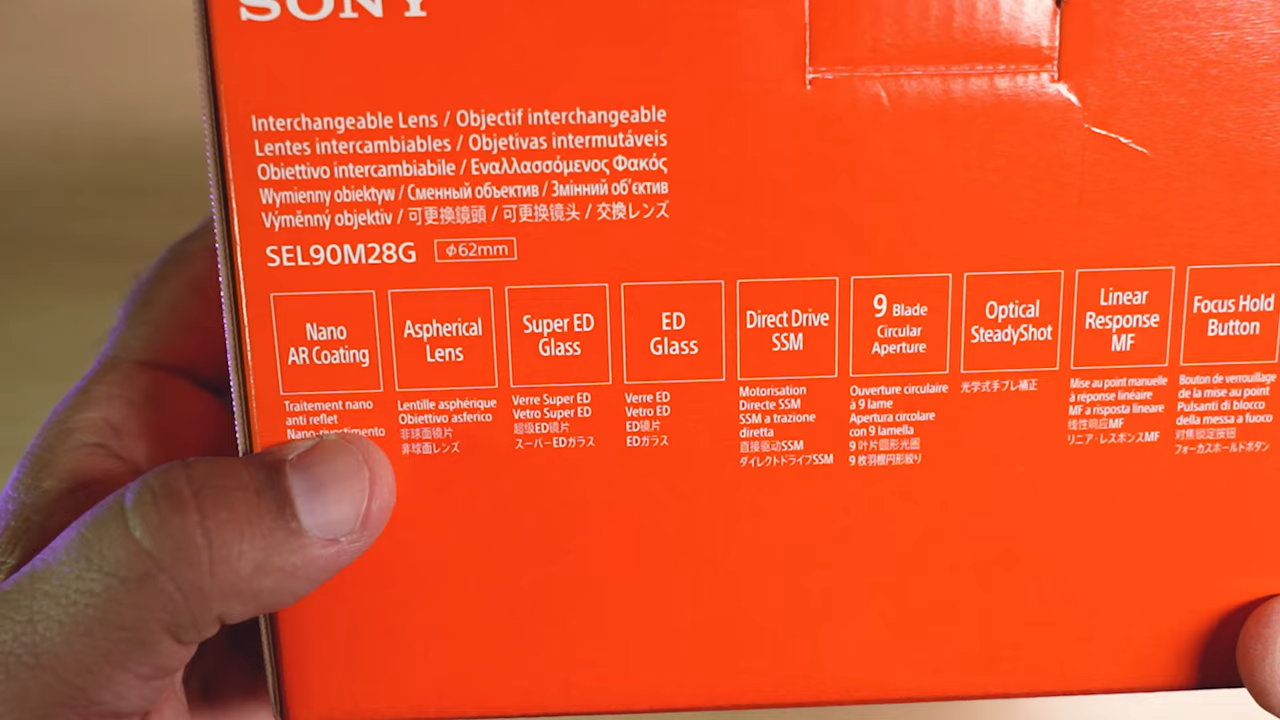 SONY
Interchangeable Lens / Objectif interchangeable
Lentes intercambiables / Objetivas intermutáveis
Obiettivo intercambiabile / Εναλλασσόμενος Φακός
Wymienny obiektyw / Сменный объектив / Змінний об'єктив
Výměnný objektiv / 可更換鏡頭 / 可更换镜头 / 交換レンズ
SEL90M28G ϕ62mm
Nano
AR Coating
Traitement nano
anti reflet
Nano-rivestimento
Aspherical
Lens
Lentille asphérique
Obiettivo asferico
非球面镜片
非球面レンズ
Super ED
Glass
Verre Super ED
Vetro Super ED
超级ED镜片
スーパーEDガラス
ED
Glass
Verre ED
Vetro ED
ED镜片
EDガラス
Direct Drive
SSM
Motorisation
Directe SSM
SSM a trazione
diretta
直接驱动SSM
ダイレクトドライブSSM
9 Blade
Circular
Aperture
Ouverture circulaire
à 9 lame
Apertura circolare
con 9 lamella
9 叶片圆形光圈
9 枚羽根円形絞り
Optical
SteadyShot
光学式手ブレ補正
Linear
Response
MF
Mise au point manuelle
à réponse linéaire
MF a risposta lineare
线性响应MF
リニア・レスポンスMF
Focus Hold
Button
Bouton de verrouillage
de la mise au point
Pulsanti di blocco
della messa a fuoco
对焦锁定按钮
フォーカスホールドボタン